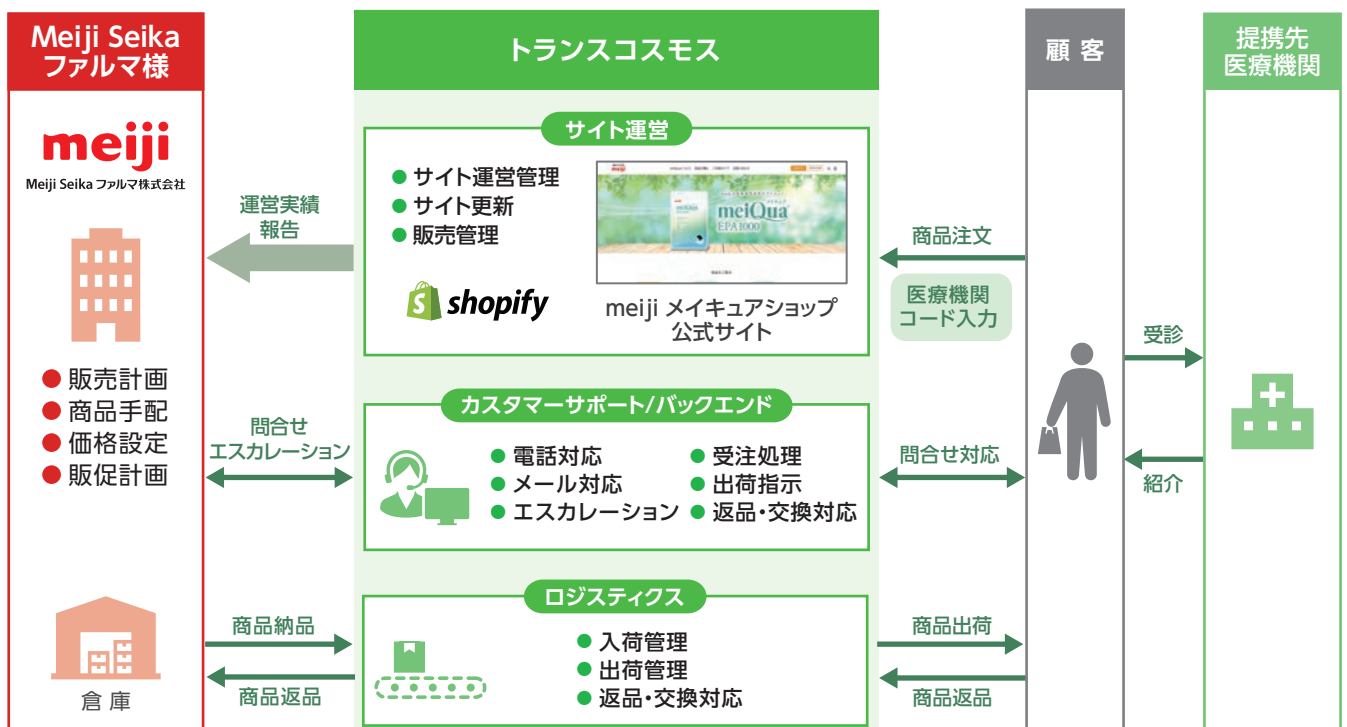 Meiji Seika
ファルマ様
meiji
Meiji Seika ファルマ株式会社
販売計画
商品手配
価格設定
販促計画
倉庫
運営実績
報告
問合せ
エスカレーション
商品納品
商品返品
トランスコスモス
サイト運営
サイト運営管理
サイト更新
販売管理
shopify
meiji
meiQua
EPA1000
meiji メイキュアショップ
公式サイト
カスタマーサポート/バックエンド
電話対応
メール対応
エスカレーション
受注処理
出荷指示
返品・交換対応
ロジスティクス
入荷管理
出荷管理
返品・交換対応
商品注文
医療機関
コード入力
問合せ対応
商品出荷
商品返品
顧客
受診
紹介
提携先
医療機関